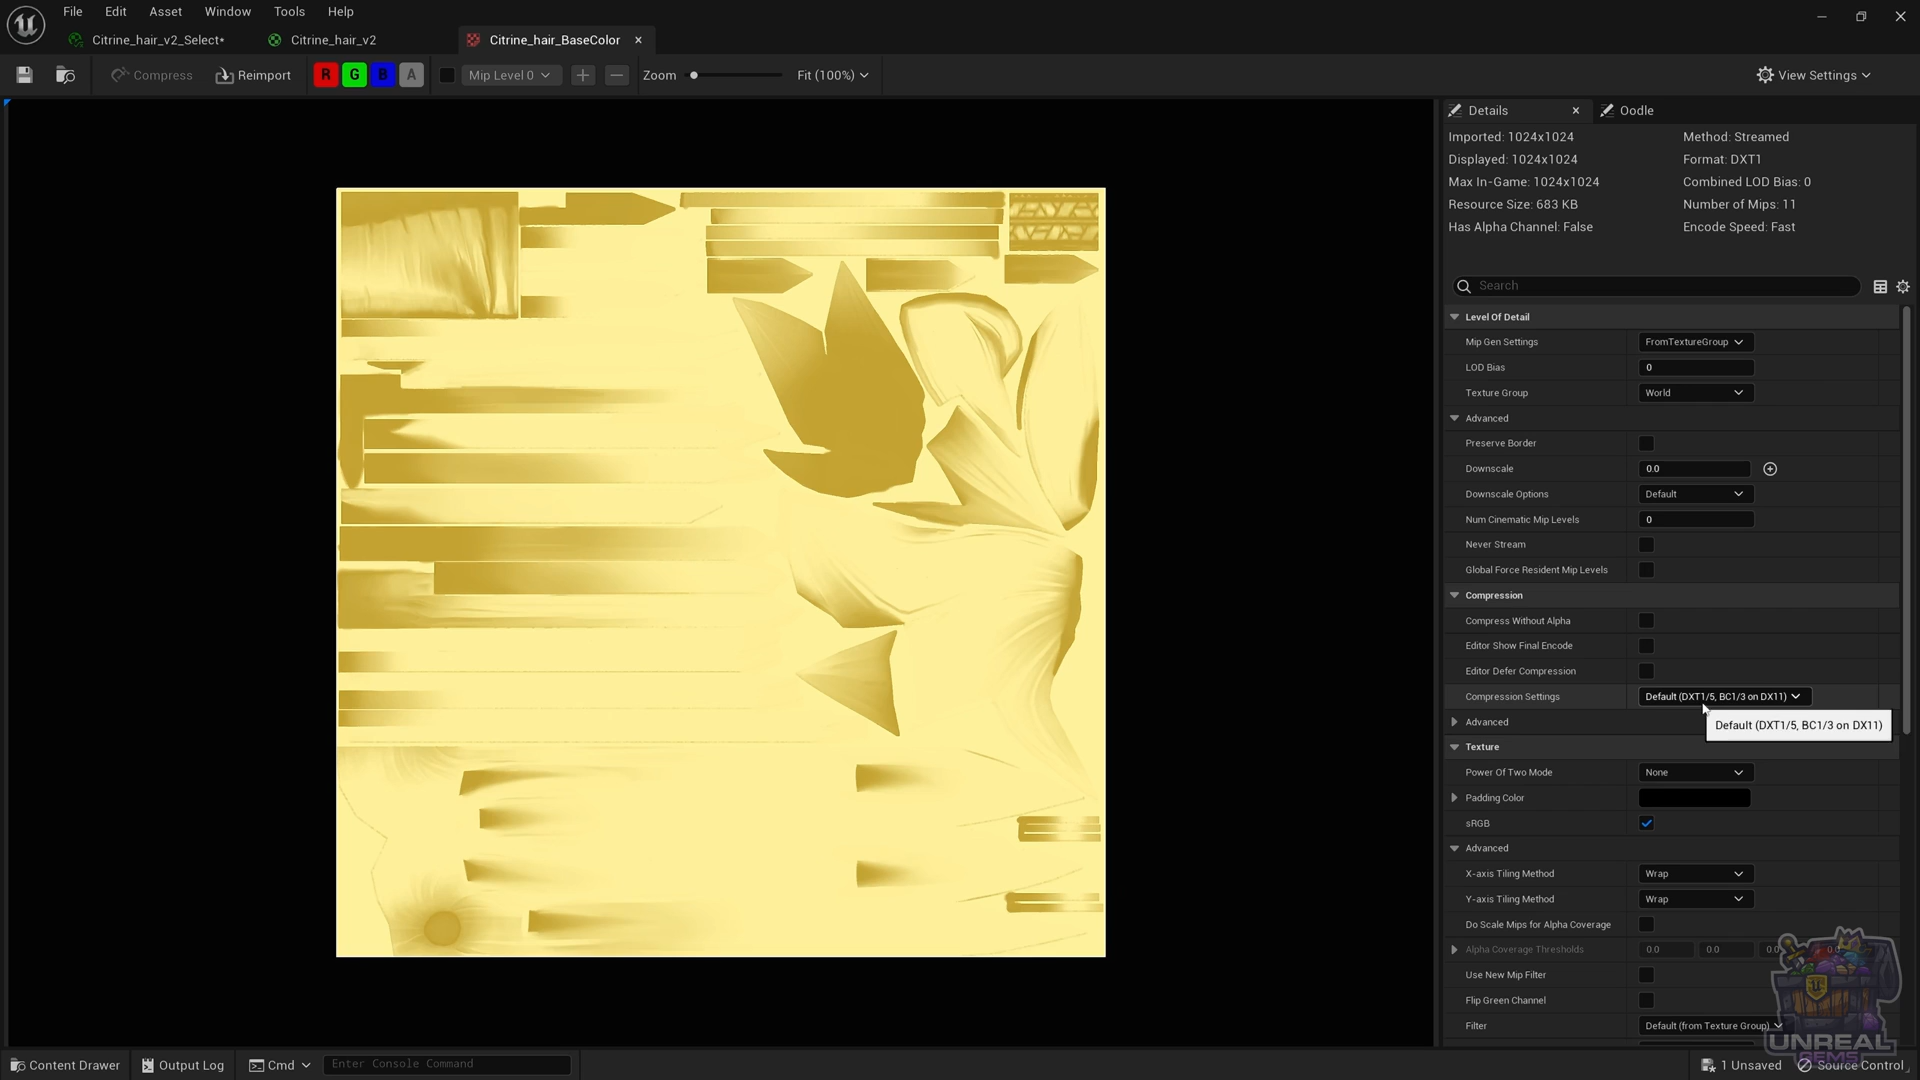 File Edit Asset Window Tools Help
Citrine_hair_v2_Select* Citrine_hair_v2 Citrine_hair_BaseColor
Compress Reimport R G B A Mip Level 0 Zoom Fit (100%) View Settings
Details Oodle
Imported: 1024x1024 Method: Streamed
Displayed: 1024x1024 Format: DXT1
Max In-Game: 1024x1024 Combined LOD Bias: 0
Resource Size: 683 KB Number of Mips: 11
Has Alpha Channel: False Encode Speed: Fast
Search
Level Of Detail
Mip Gen Settings FromTextureGroup
LOD Bias 0
Texture Group World
Advanced
Preserve Border
Downscale 0.0
Downscale Options Default
Num Cinematic Mip Levels 0
Never Stream
Global Force Resident Mip Levels
Compression
Compress Without Alpha
Editor Show Final Encode
Editor Defer Compression
Compression Settings Default (DXT1/5, BC1/3 on DX11)
Advanced Default (DXT1/5, BC1/3 on DX11)
Texture
Power Of Two Mode None
Padding Color
sRGB
Advanced
X-axis Tiling Method Wrap
Y-axis Tiling Method Wrap
Do Scale Mips for Alpha Coverage
Alpha Coverage Thresholds 0.0 0.0 0.0 0.0
Use New Mip Filter
Flip Green Channel
Filter Default (from Texture Group)
UNREAL
GEMS
Content Drawer Output Log Cmd Enter Console Command 1 Unsaved Source Control